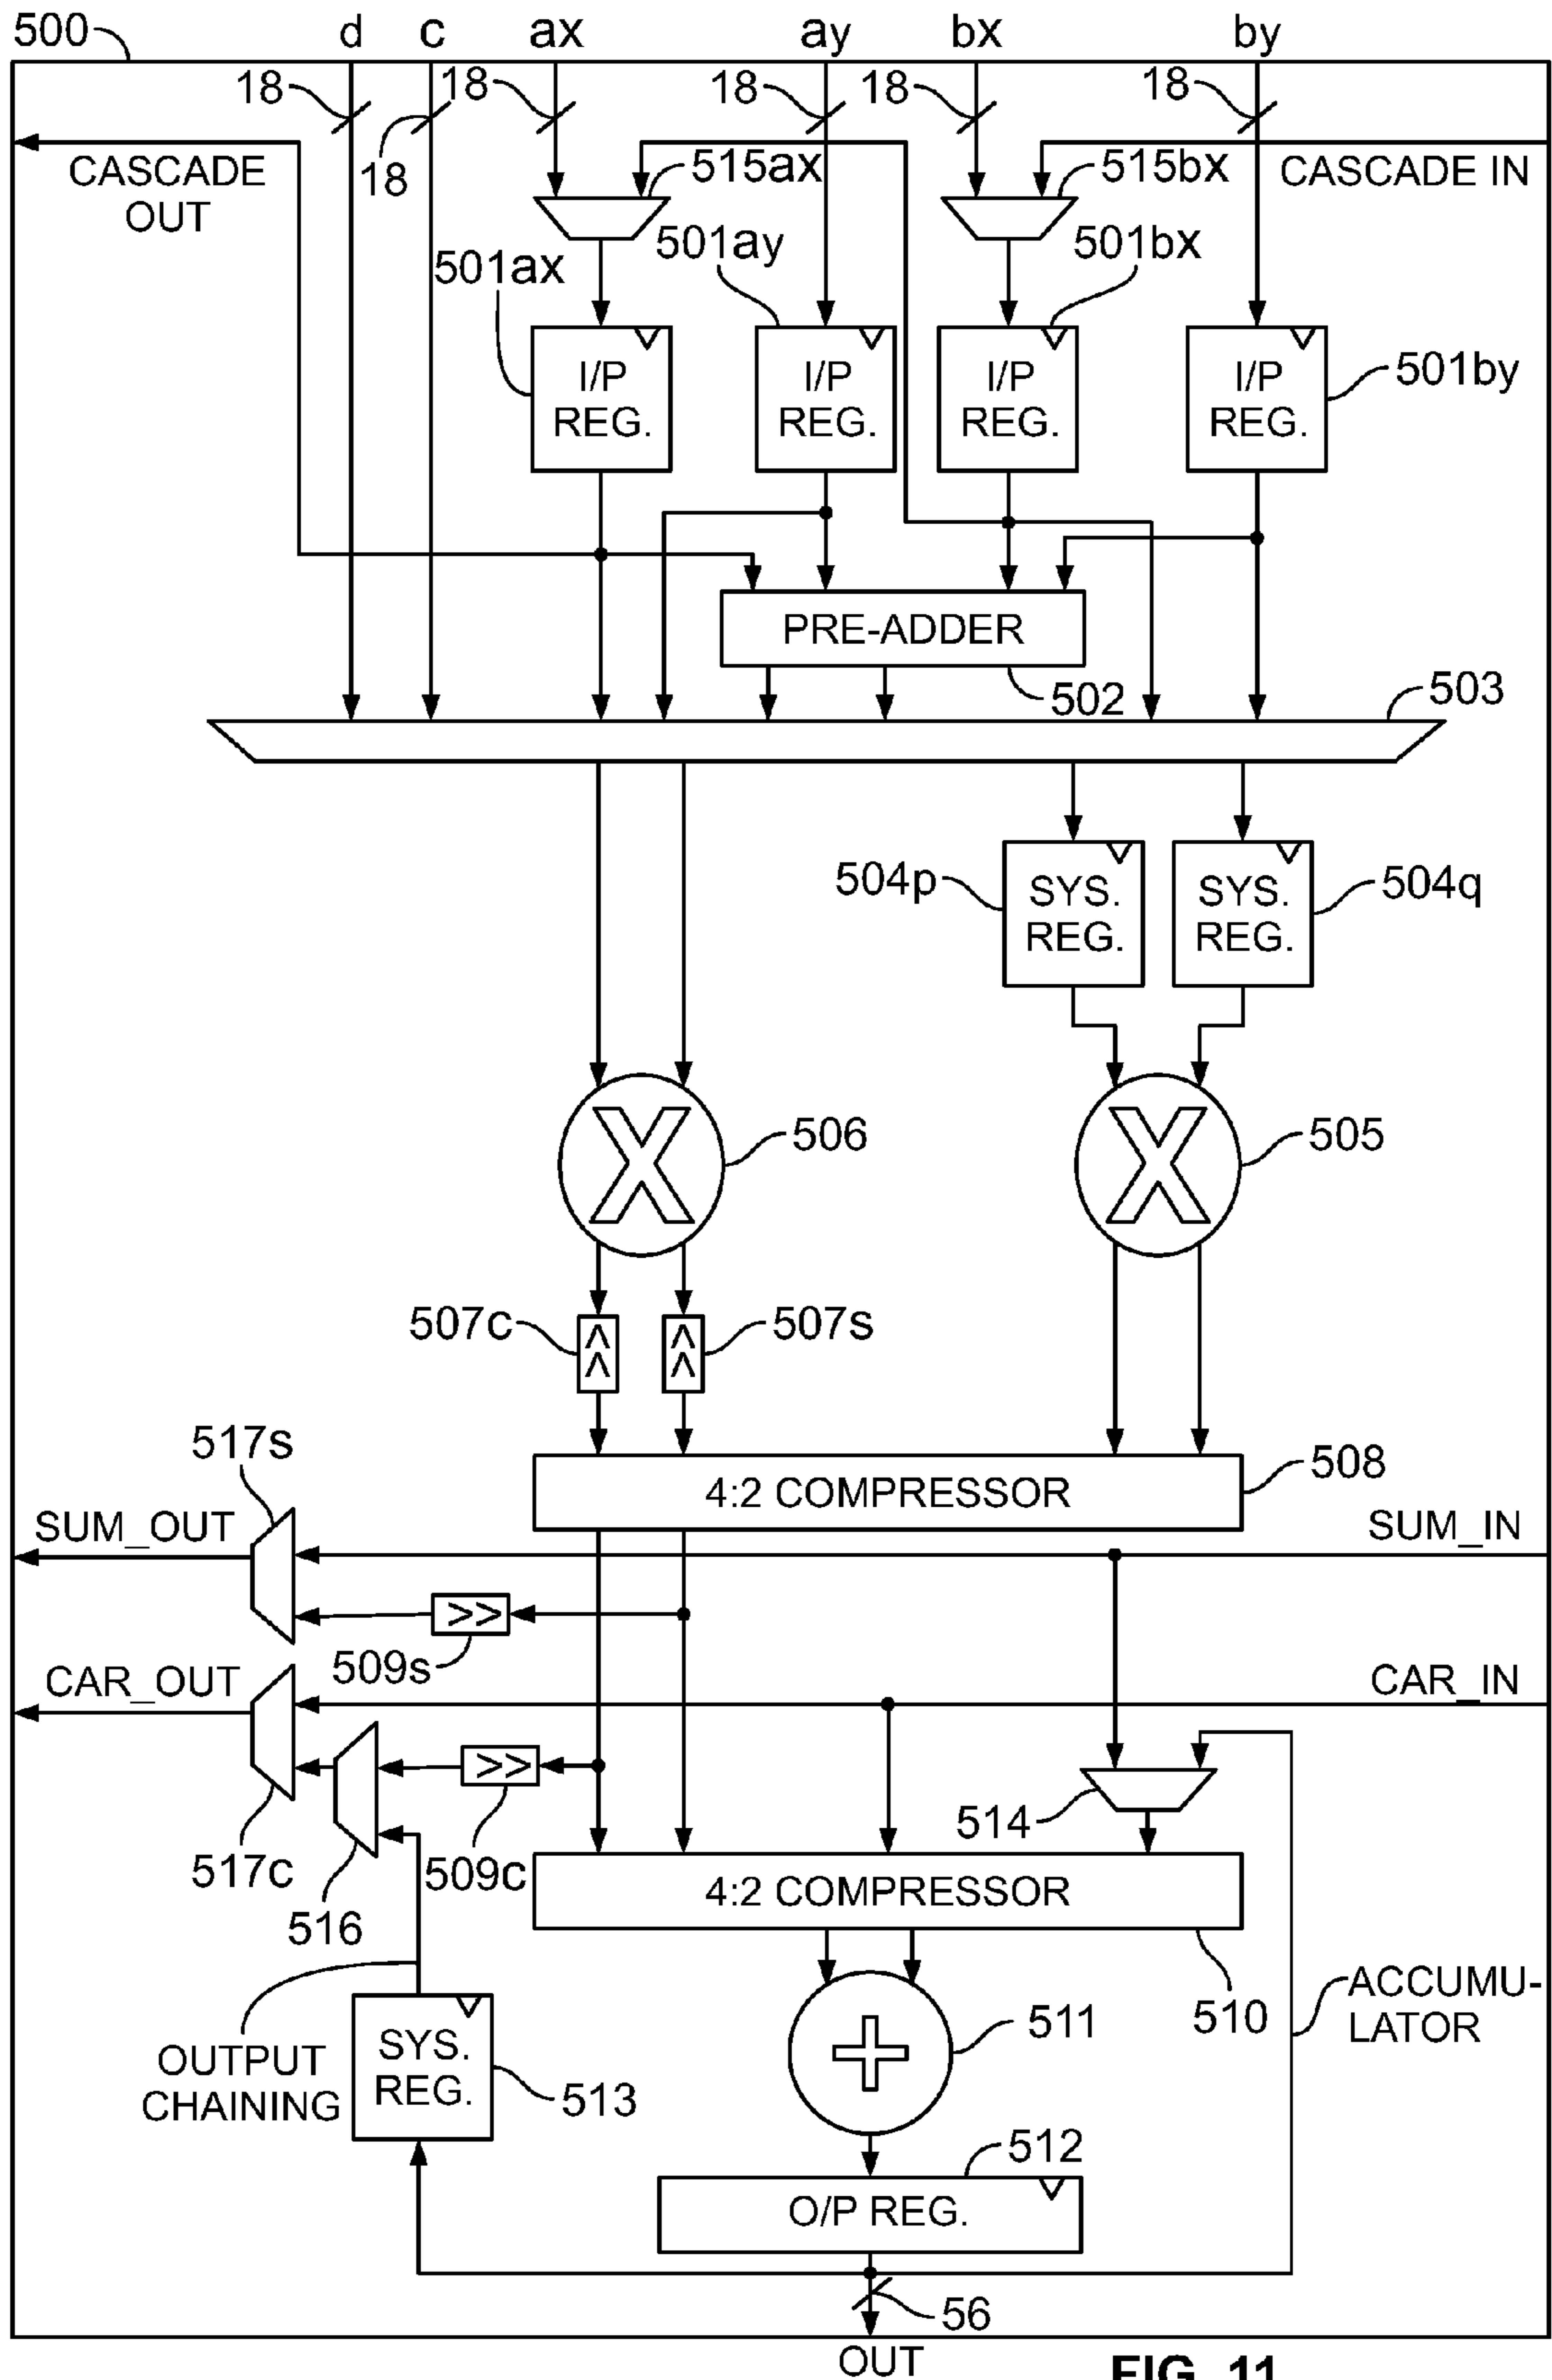 500
d
c
ax
ay
bx
by
18
18
18
18
18
18
CASCADE
OUT
515ax
515bx
CASCADE IN
501ax
501ay
501bx
501by
I/P
REG.
I/P
REG.
I/P
REG.
I/P
REG.
PRE-ADDER
502
503
504p
SYS.
REG.
SYS.
REG.
504q
X
506
X
505
507c
<<
<<
507s
517s
4:2 COMPRESSOR
508
SUM_OUT
SUM_IN
>>
509s
CAR_OUT
CAR_IN
>>
517c
516
509c
514
4:2 COMPRESSOR
510
ACCUMU-
LATOR
OUTPUT
CHAINING
SYS.
REG.
513
+
511
512
O/P REG.
56
OUT
FIG. 11